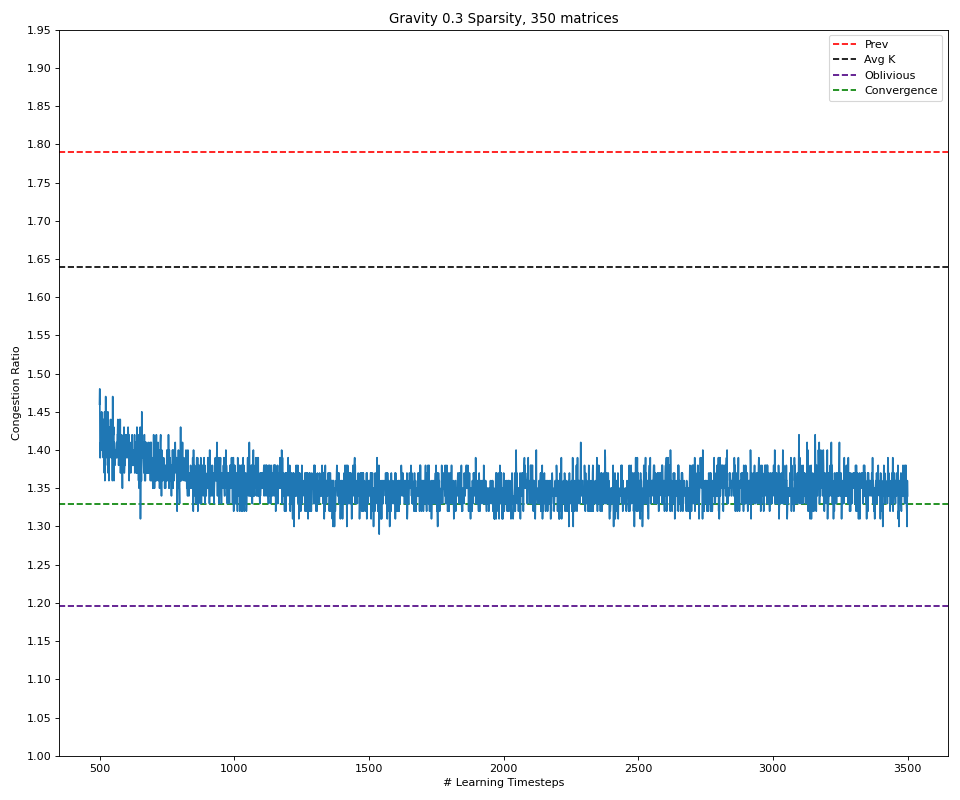 Gravity 0.3 Sparsity, 350 matrices
Prev
Avg K
Oblivious
Convergence
Congestion Ratio
1.95
1.90
1.85
1.80
1.75
1.70
1.65
1.60
1.55
1.50
1.45
1.40
1.35
1.30
1.25
1.20
1.15
1.10
1.05
1.00
500 1000 1500 2000 2500 3000 3500
# Learning Timesteps